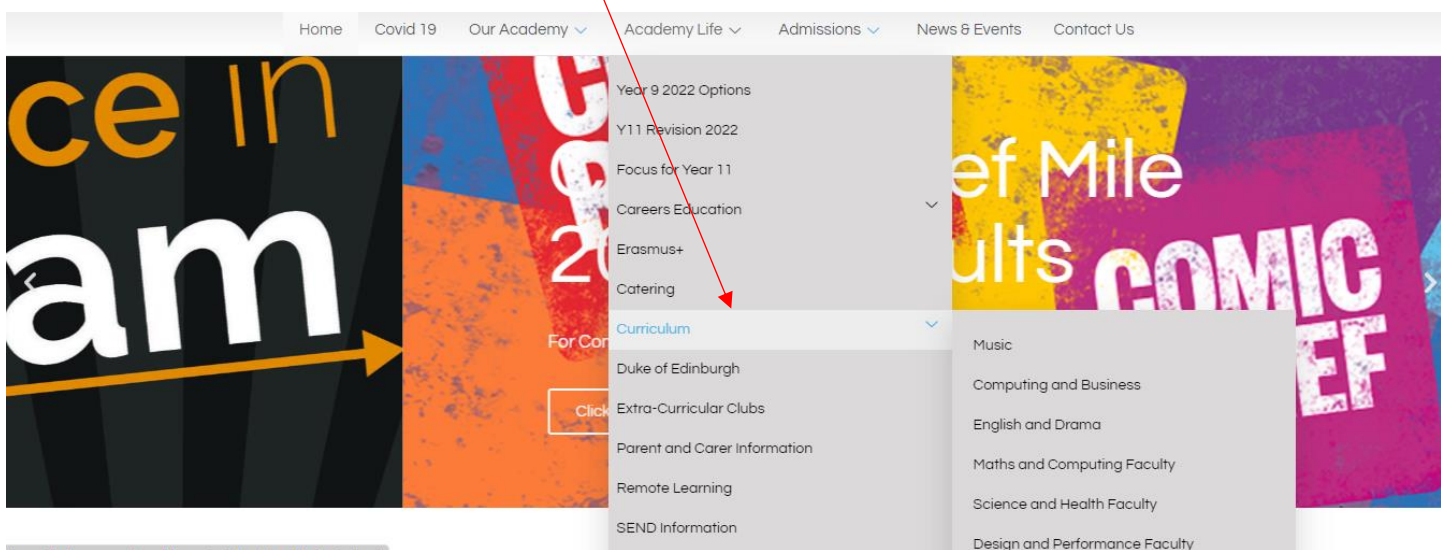 Home Covid 19 Our Academy Academy Life Admissions News & Events Contact Us
ce in
am
Year 9 2022 Options
Y11 Revision 2022
Focus for Year 11
Careers Education
Erasmus+
Catering
Curriculum
Duke of Edinburgh
Extra-Curricular Clubs
Parent and Carer Information
Remote Learning
SEND Information
Music
Computing and Business
English and Drama
Maths and Computing Faculty
Science and Health Faculty
Design and Performance Faculty
ef Mile
ults
COMIC
EF
For Cor
Click